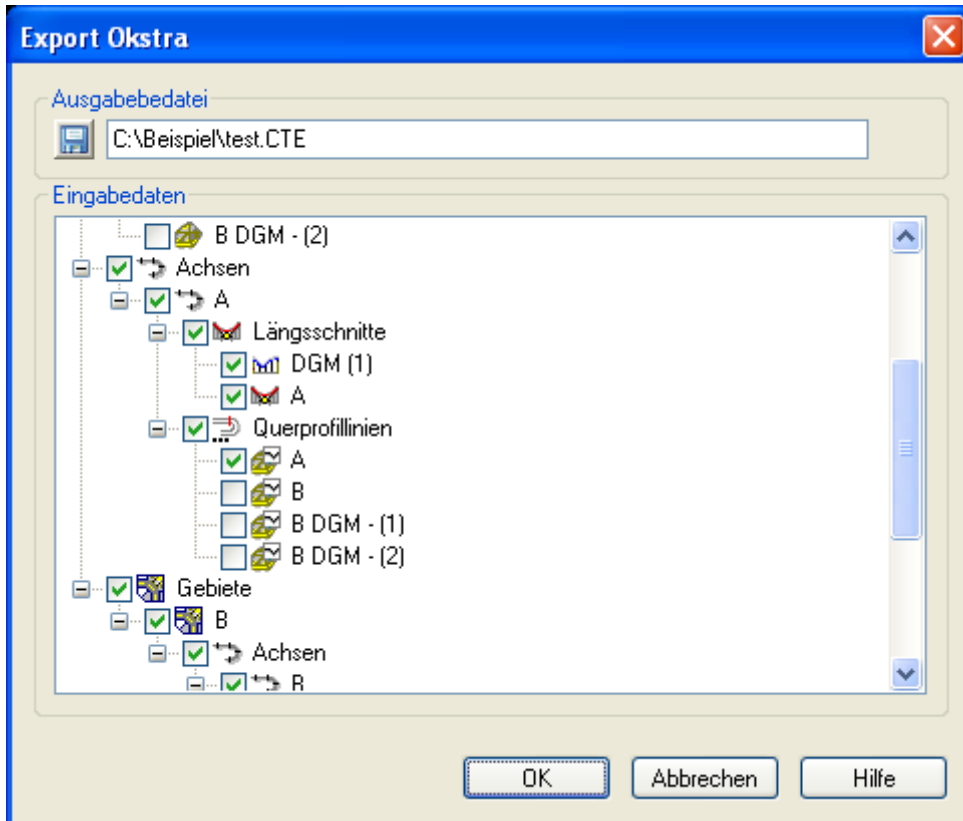 Export Okstra
Ausgabebedatei
C:\Beispiel\test.CTE
Eingabedaten
B DGM - (2)
Achsen
A
Längsschnitte
DGM (1)
A
Querprofillinien
A
B
B DGM - (1)
B DGM - (2)
Gebiete
B
Achsen
B
OK
Abbrechen
Hilfe